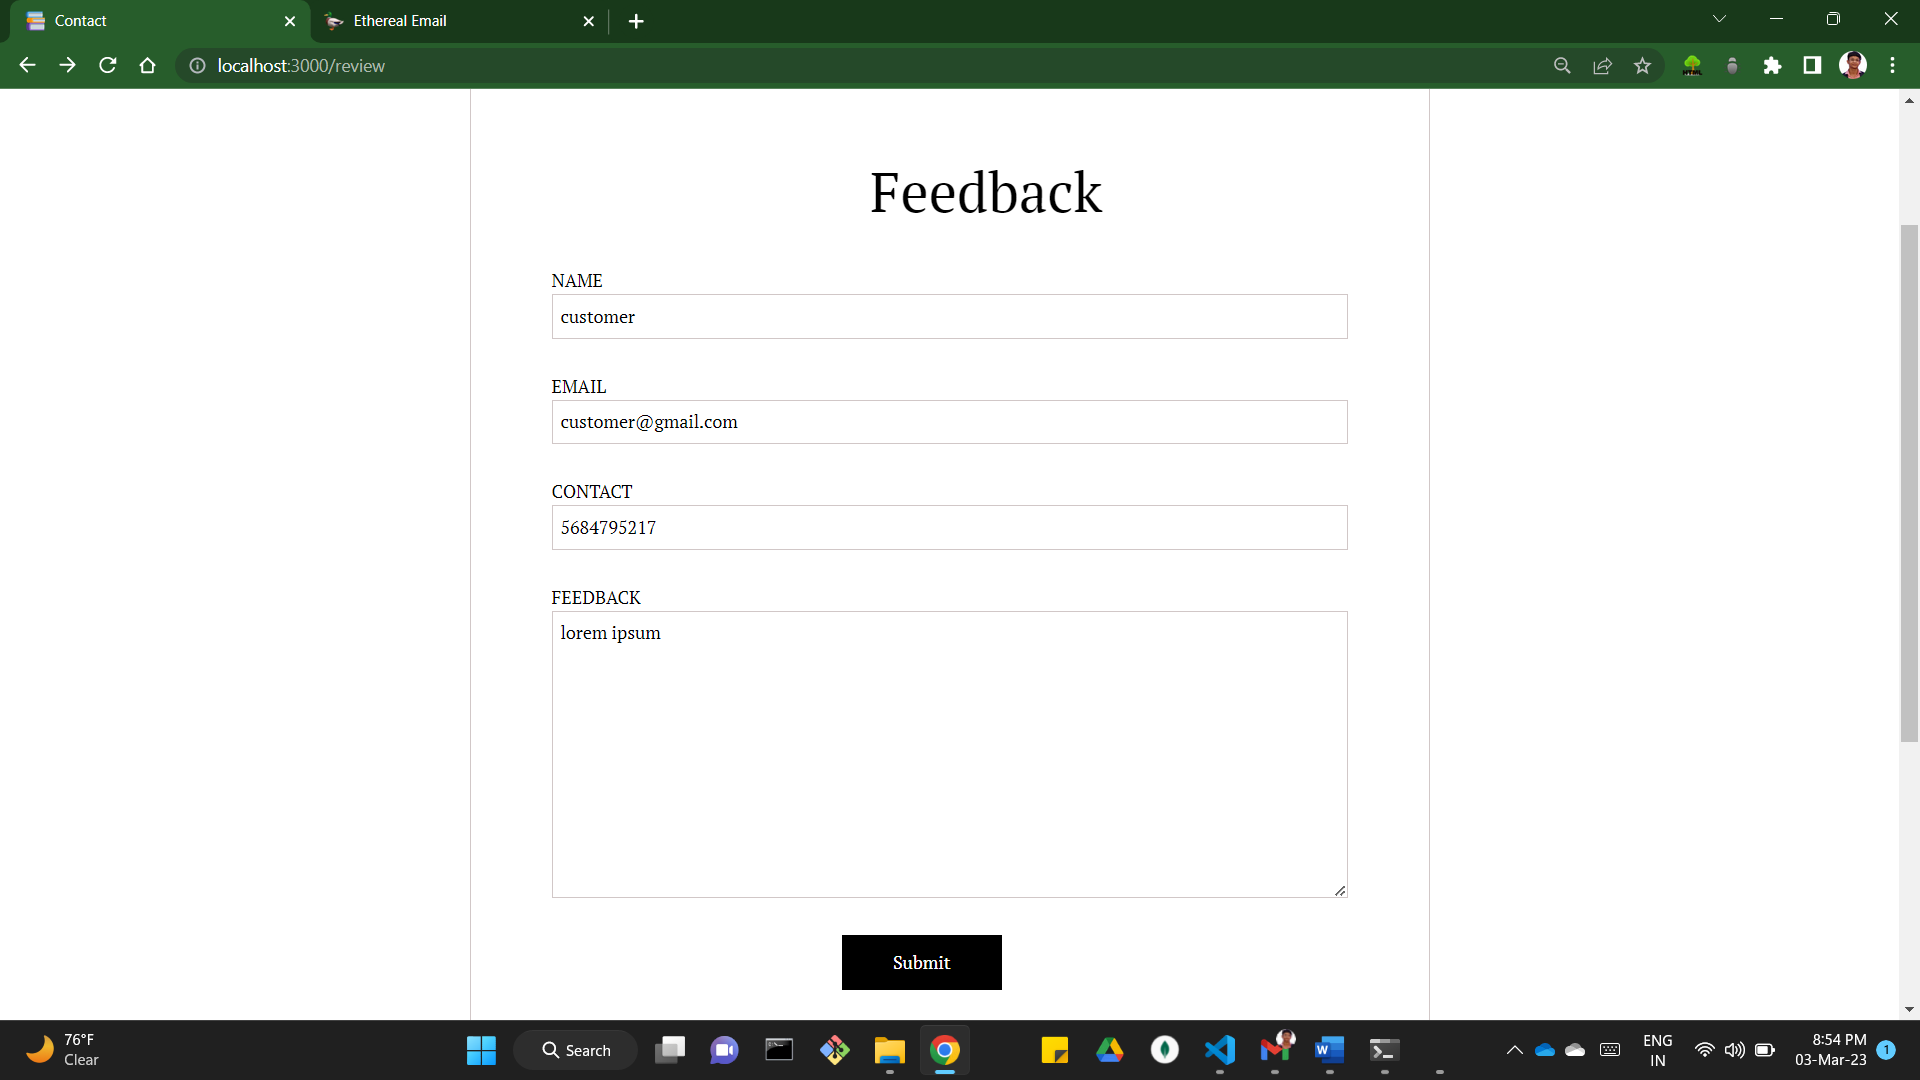 Contact
Ethereal Email
localhost:3000/review
Feedback
NAME
customer
EMAIL
customer@gmail.com
CONTACT
5684795217
FEEDBACK
lorem ipsum
Submit
76°F
Clear
Search
ENG
IN
8:54 PM
03-Mar-23
1